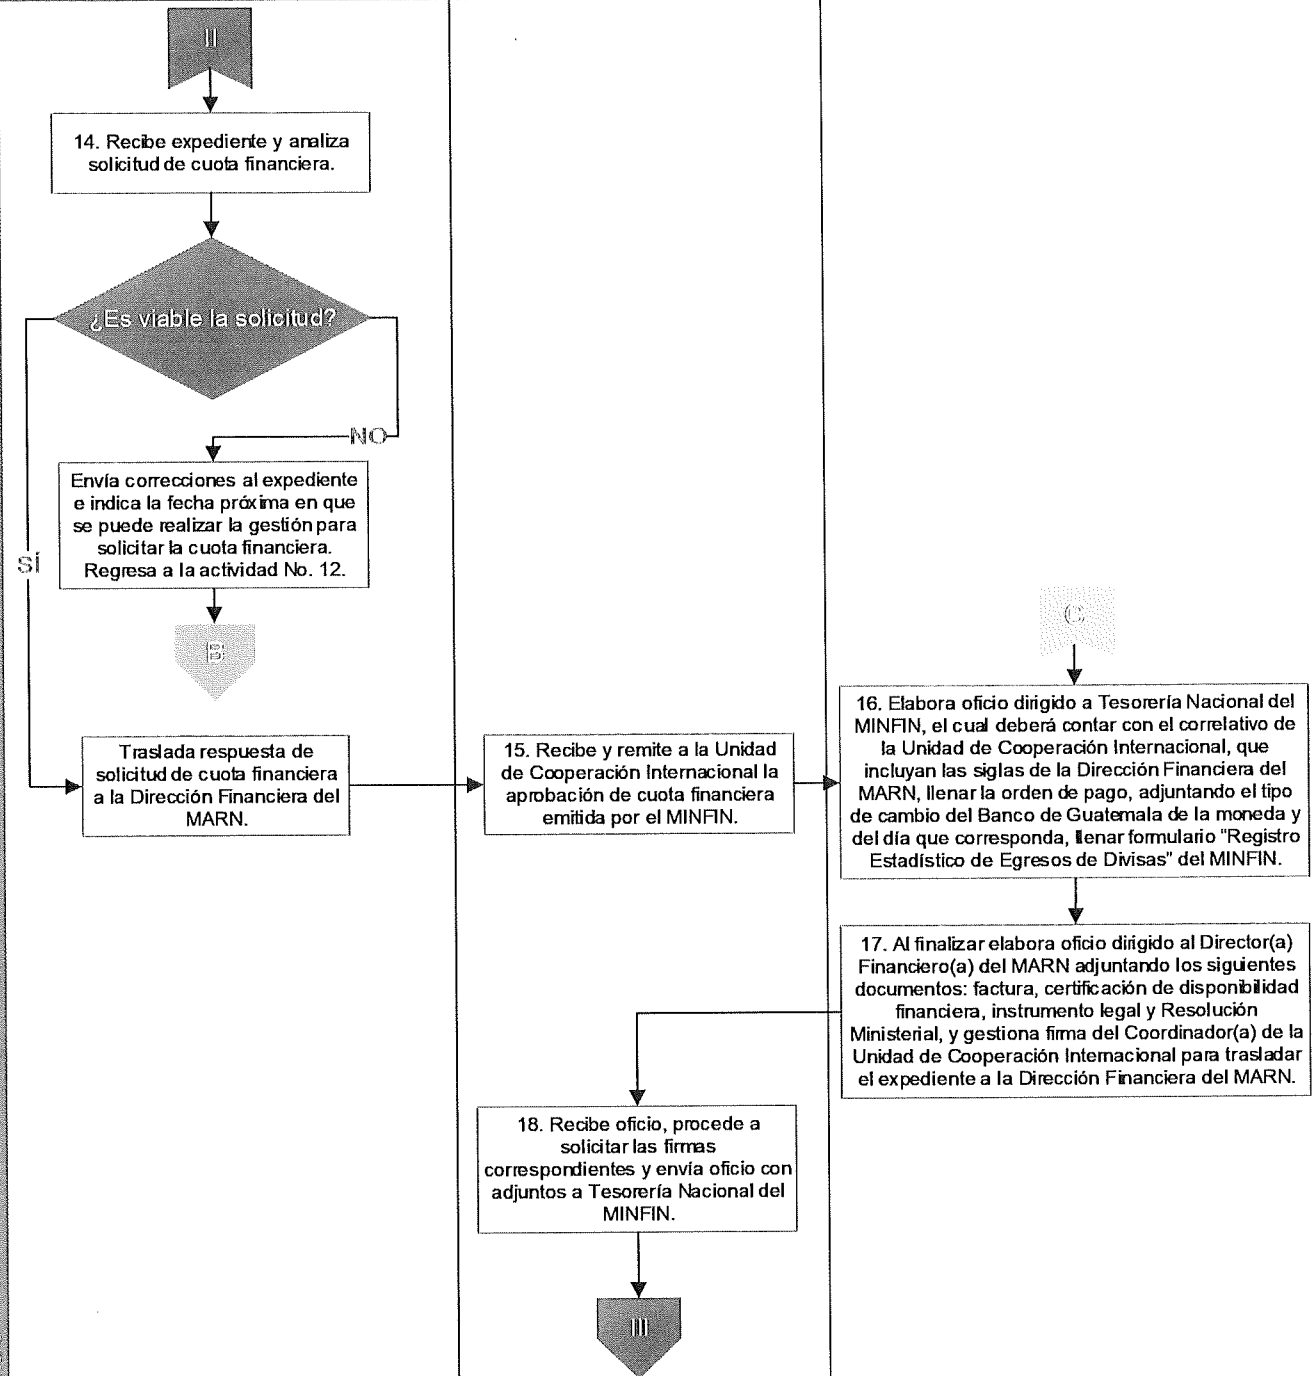 II
14. Recibe expediente y analiza
solicitud de cuota financiera.
¿Es viable la solicitud?
NO
Envía correcciones al expediente
e indica la fecha próxima en que
se puede realizar la gestión para
solicitar la cuota financiera.
Regresa a la actividad No. 12.
SÍ
B
Traslada respuesta de
solicitud de cuota financiera
a la Dirección Financiera del
MARN.
15. Recibe y remite a la Unidad
de Cooperación Internacional la
aprobación de cuota financiera
emitida por el MINFIN.
C
16. Elabora oficio dirigido a Tesorería Nacional del
MINFIN, el cual deberá contar con el correlativo de
la Unidad de Cooperación Internacional, que
incluyan las siglas de la Dirección Financiera del
MARN, llenar la orden de pago, adjuntando el tipo
de cambio del Banco de Guatemala de la moneda y
del día que corresponda, llenar formulario "Registro
Estadístico de Egresos de Divisas" del MINFIN.
17. Al finalizar elabora oficio dirigido al Director(a)
Financiero(a) del MARN adjuntando los siguientes
documentos: factura, certificación de disponibilidad
financiera, instrumento legal y Resolución
Ministerial, y gestiona firma del Coordinador(a) de la
Unidad de Cooperación Internacional para trasladar
el expediente a la Dirección Financiera del MARN.
18. Recibe oficio, procede a
solicitar las firmas
correspondientes y envía oficio con
adjuntos a Tesorería Nacional del
MINFIN.
III